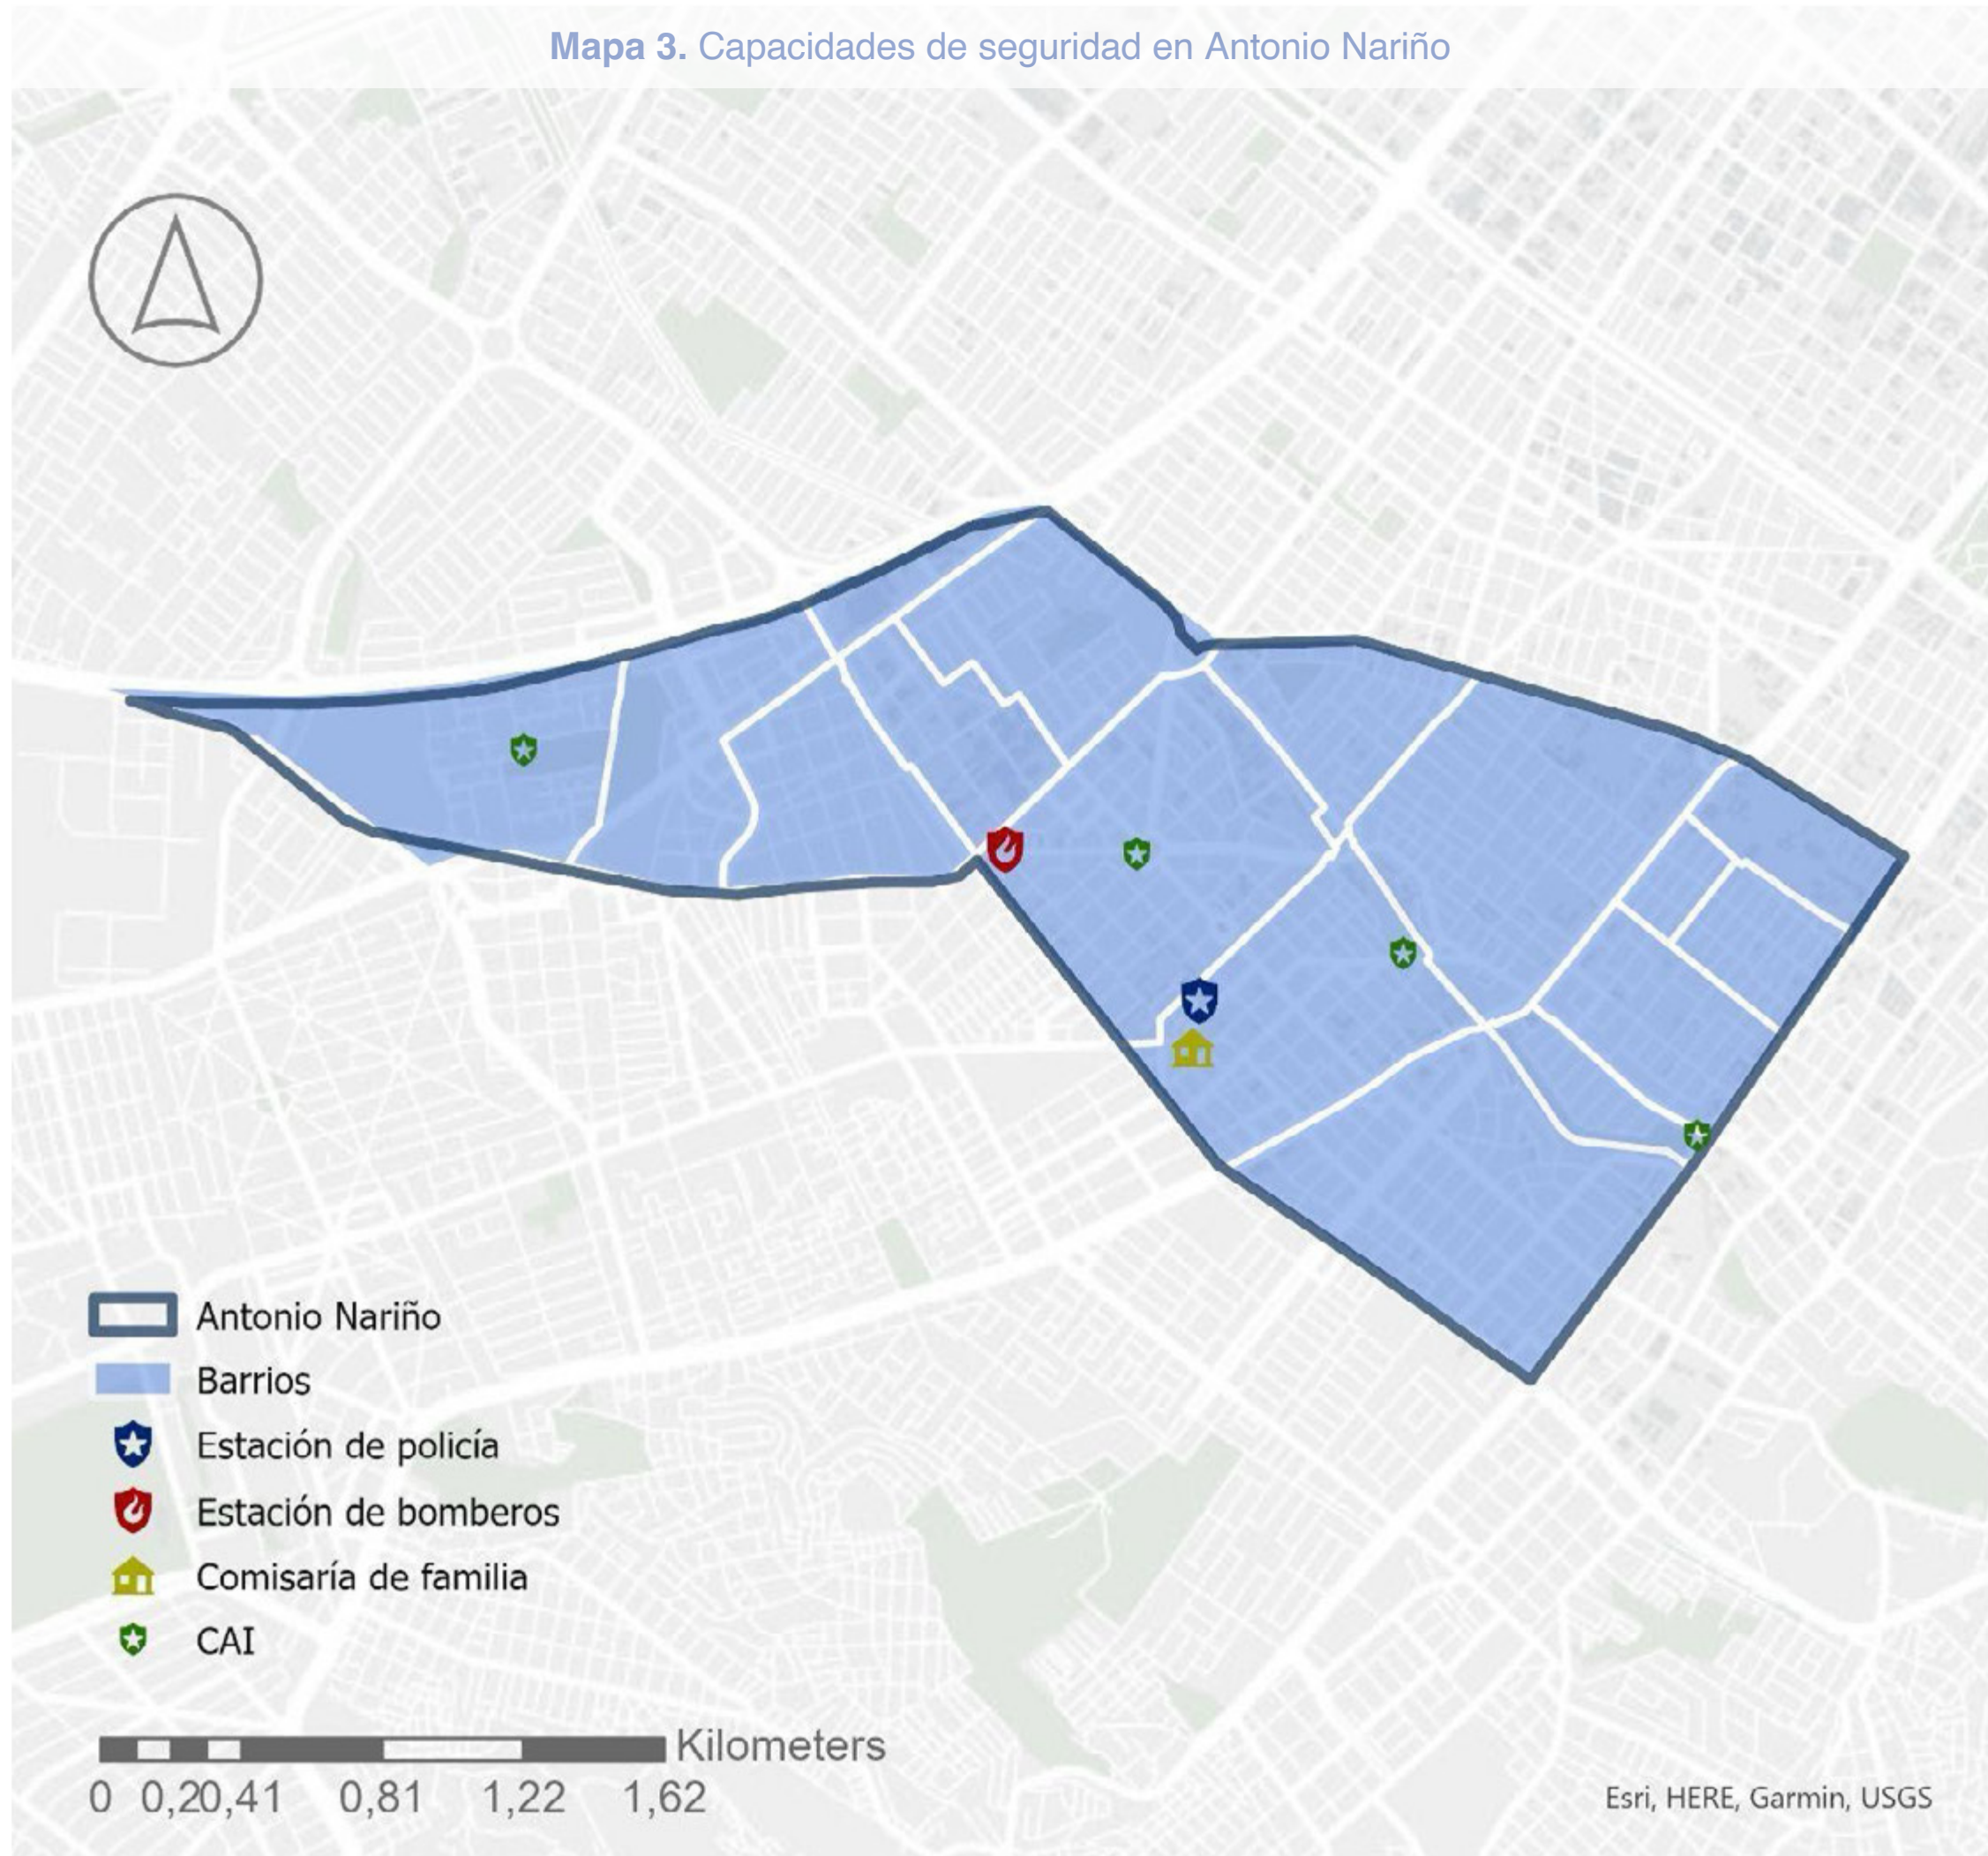 Mapa 3. Capacidades de seguridad en Antonio Nariño
Antonio Nariño
Barrios
Estación de policía
Estación de bomberos
Comisaría de familia
CAI
Kilometers
0 0,20,41 0,81 1,22 1,62
Esri, HERE, Garmin, USGS